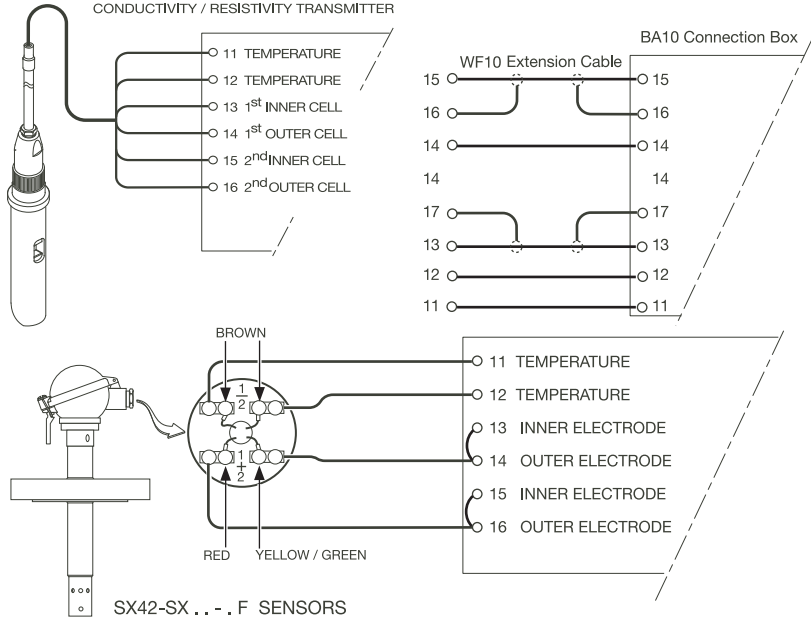 CONDUCTIVITY / RESISTIVITY TRANSMITTER
11 TEMPERATURE
12 TEMPERATURE
13 1st INNER CELL
14 1st OUTER CELL
15 2nd INNER CELL
16 2nd OUTER CELL
BA10 Connection Box
WF10 Extension Cable
15 15
16 16
14 14
14 14
17 17
13 13
12 12
11 11
BROWN
1
2
1
+
2
RED
YELLOW / GREEN
11 TEMPERATURE
12 TEMPERATURE
13 INNER ELECTRODE
14 OUTER ELECTRODE
15 INNER ELECTRODE
16 OUTER ELECTRODE
SX42-SX . . - . F SENSORS